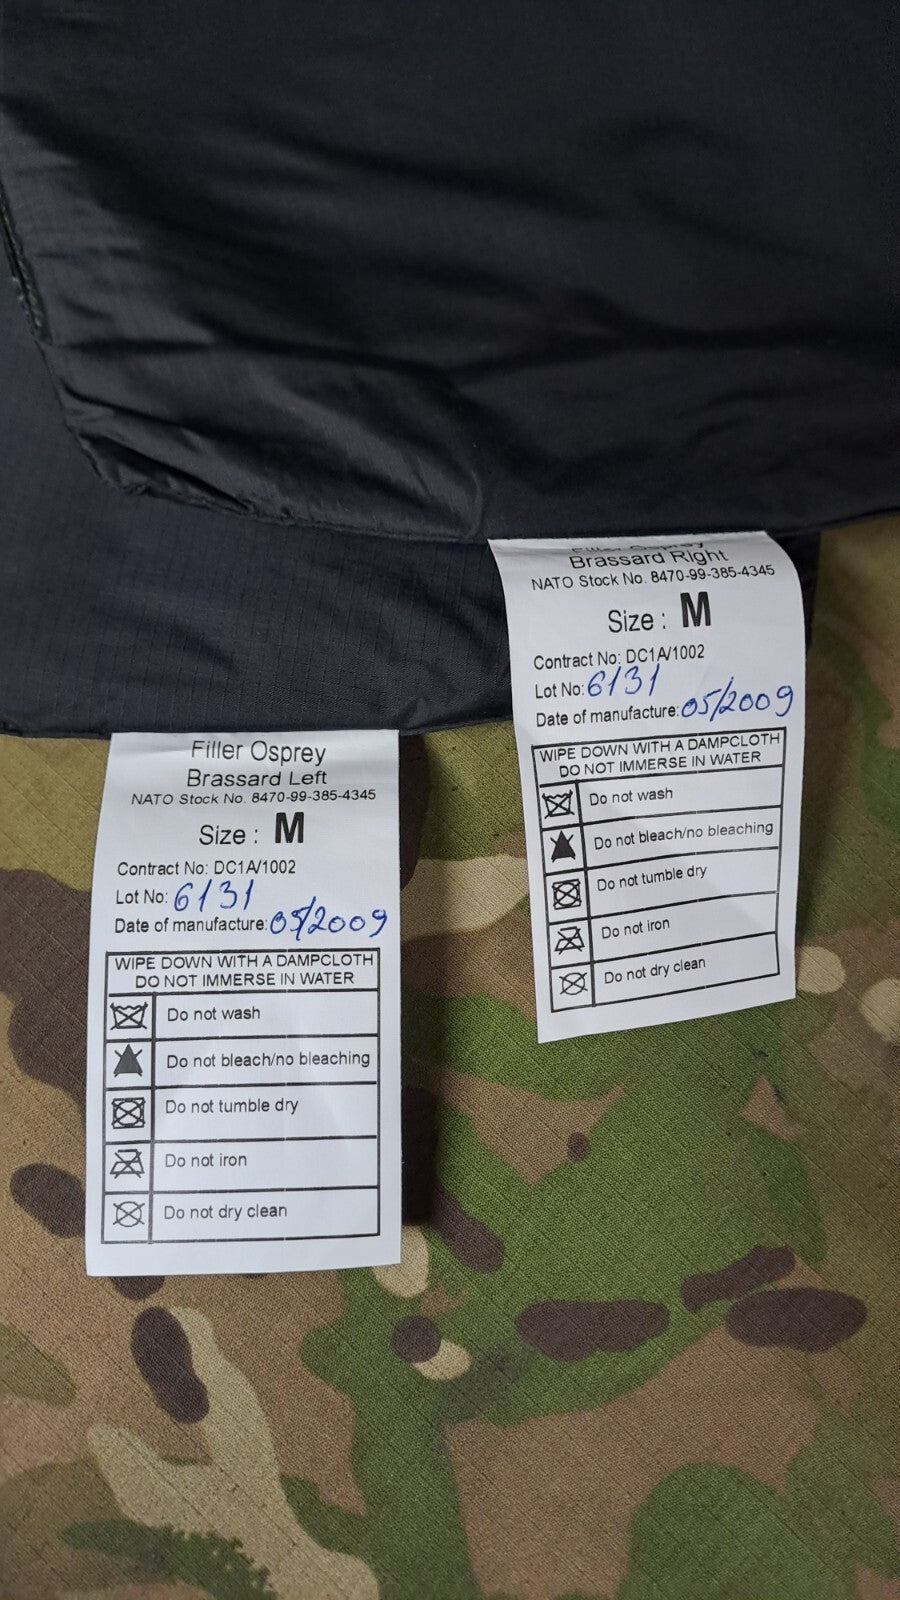 Filler Osprey
Brassard Right
NATO Stock No. 8470-99-385-4345
Size : M
Contract No: DC1A/1002
Lot No: 6131
Date of manufacture: 05/2009
WIPE DOWN WITH A DAMPCLOTH
DO NOT IMMERSE IN WATER
Do not wash
Do not bleach/no bleaching
Do not tumble dry
Do not iron
Do not dry clean
Filler Osprey
Brassard Left
NATO Stock No. 8470-99-385-4345
Size : M
Contract No: DC1A/1002
Lot No: 6131
Date of manufacture: 05/2009
WIPE DOWN WITH A DAMPCLOTH
DO NOT IMMERSE IN WATER
Do not wash
Do not bleach/no bleaching
Do not tumble dry
Do not iron
Do not dry clean